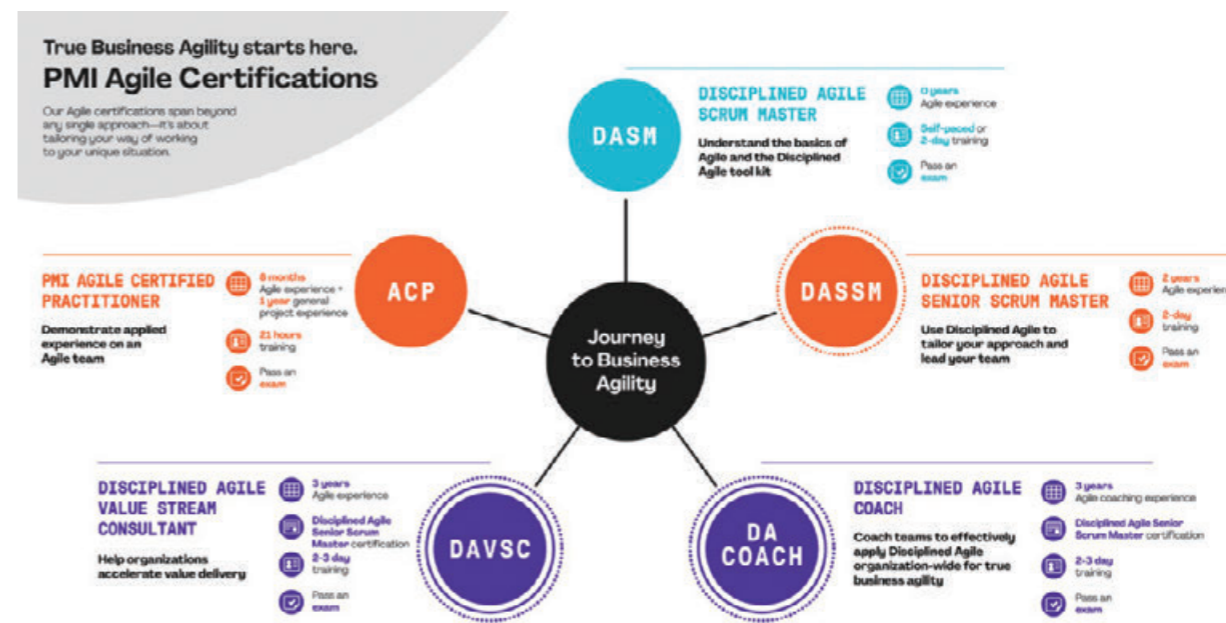 True Business Agility starts here.
PMI Agile Certifications
Our Agile certifications span beyond
any single approach—it's about
tailoring your way of working
to your unique situation.
DASM
DISCIPLINED AGILE
SCRUM MASTER
Understand the basics of
Agile and the Disciplined
Agile tool kit
0 years
Agile experience
Self-paced or
2-day training
Pass an
exam
PMI AGILE CERTIFIED
PRACTITIONER
Demonstrate applied
experience on an
Agile team
8 months
Agile experience +
1 year general
project experience
21 hours
training
Pass an
exam
ACP
Journey
to Business
Agility
DASSM
DISCIPLINED AGILE
SENIOR SCRUM MASTER
Use Disciplined Agile to
tailor your approach and
lead your team
2 years
Agile experien
2-day
training
Pass an
exam
DISCIPLINED AGILE
VALUE STREAM
CONSULTANT
Help organizations
accelerate value delivery
3 years
Agile experience
Disciplined Agile
Senior Scrum
Master certification
2-3 day
training
Pass an
exam
DAVSC
DA
COACH
DISCIPLINED AGILE
COACH
Coach teams to effectively
apply Disciplined Agile
organization-wide for true
business agility
3 years
Agile coaching experience
Disciplined Agile Senior
Scrum Master certification
2-3 day
training
Pass an
exam